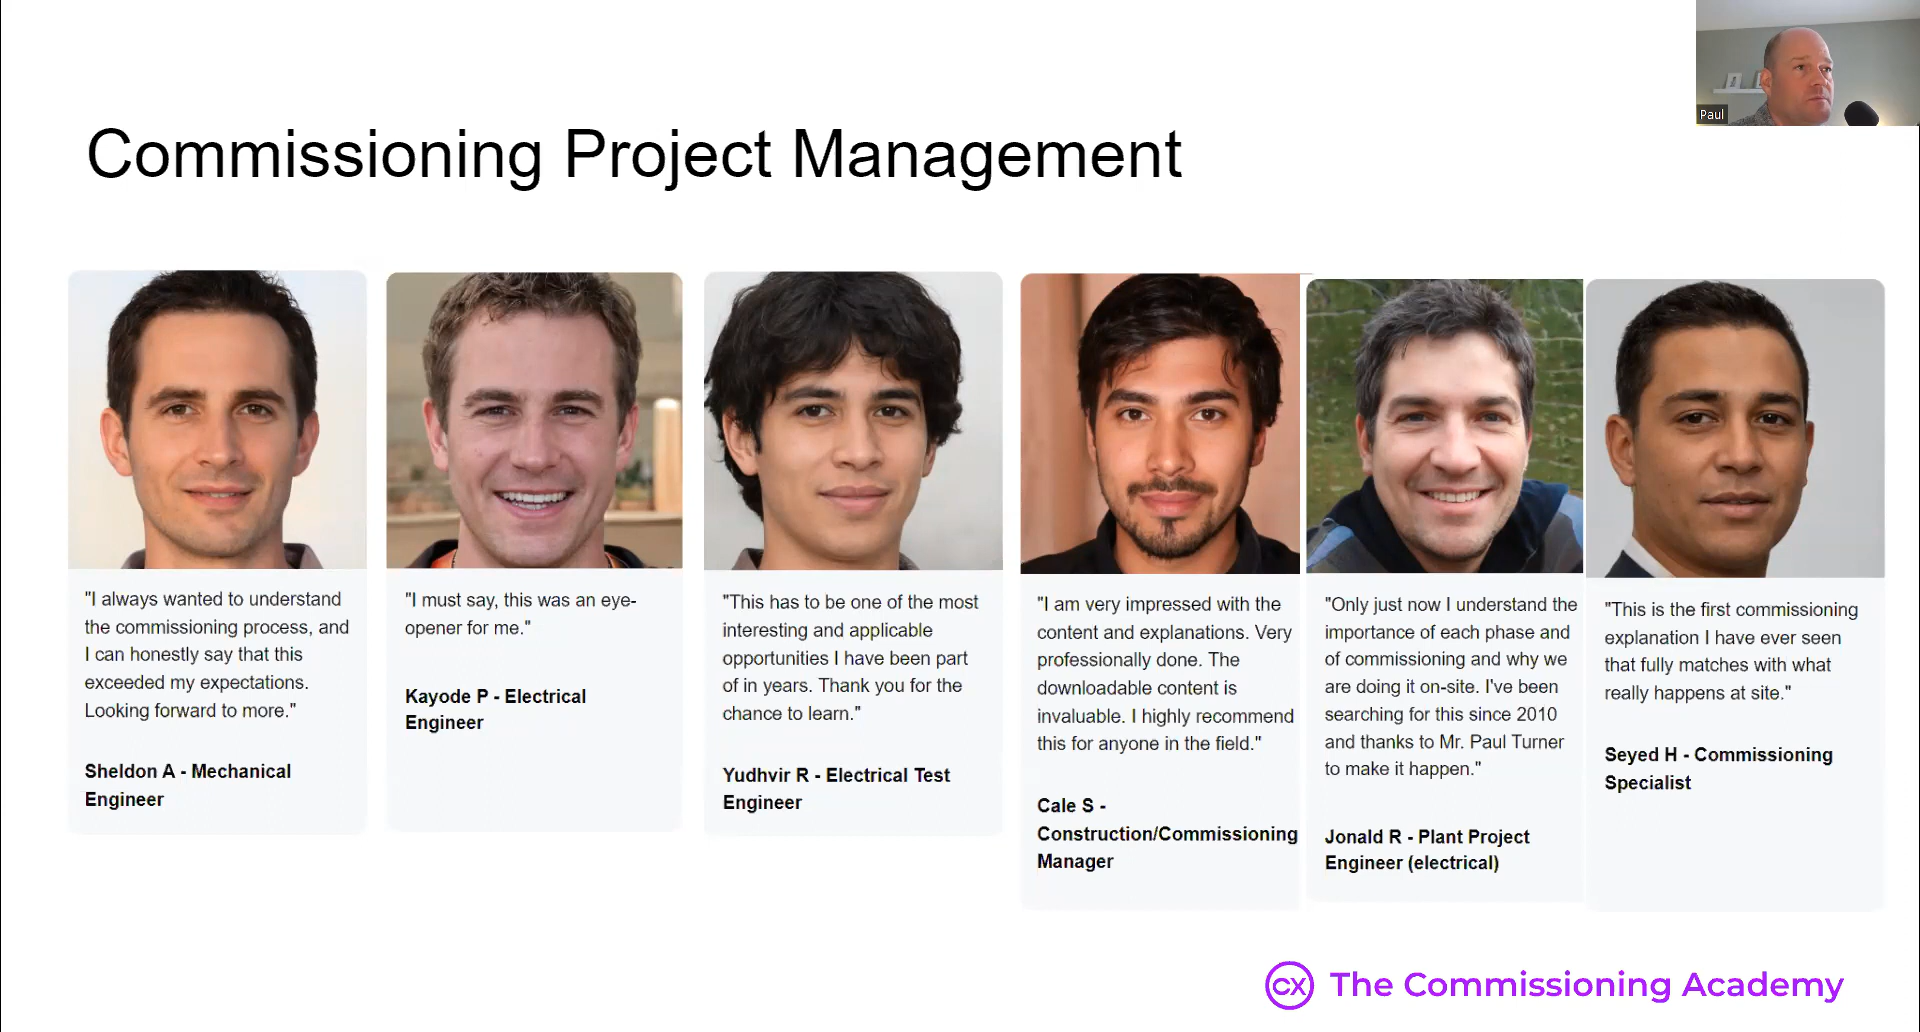 Paul
Commissioning Project Management
"I always wanted to understand
the commissioning process, and
I can honestly say that this
exceeded my expectations.
Looking forward to more."
Sheldon A - Mechanical
Engineer
"I must say, this was an eye-
opener for me."
Kayode P - Electrical
Engineer
"This has to be one of the most
interesting and applicable
opportunities I have been part
of in years. Thank you for the
chance to learn."
Yudhvir R - Electrical Test
Engineer
"I am very impressed with the
content and explanations. Very
professionally done. The
downloadable content is
invaluable. I highly recommend
this for anyone in the field."
Cale S -
Construction/Commissioning
Manager
"Only just now I understand the
importance of each phase and
of commissioning and why we
are doing it on-site. I've been
searching for this since 2010
and thanks to Mr. Paul Turner
to make it happen."
Jonald R - Plant Project
Engineer (electrical)
"This is the first commissioning
explanation I have ever seen
that fully matches with what
really happens at site."
Seyed H - Commissioning
Specialist
CX The Commissioning Academy